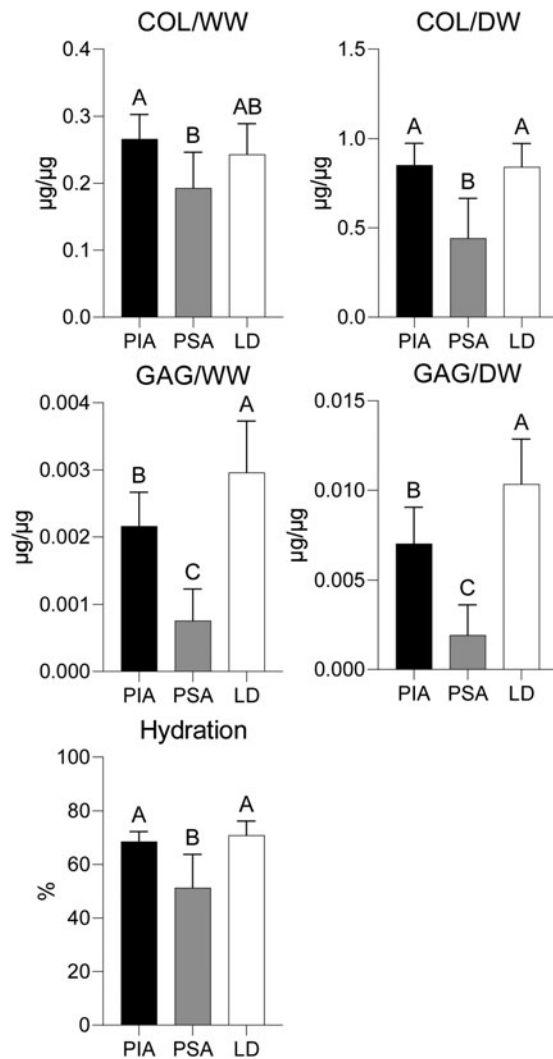 COL/WW
COL/DW
0.4
0.3
0.2
0.1
0.0
µg/µg
A
B
AB
PIA
PSA
LD
1.5
1.0
0.5
0.0
µg/µg
A
B
A
PIA
PSA
LD
GAG/WW
GAG/DW
0.004
0.003
0.002
0.001
0.000
µg/µg
B
C
A
PIA
PSA
LD
0.015
0.010
0.005
0.000
µg/µg
B
C
A
PIA
PSA
LD
Hydration
100
80
60
40
20
0
%
A
B
A
PIA
PSA
LD